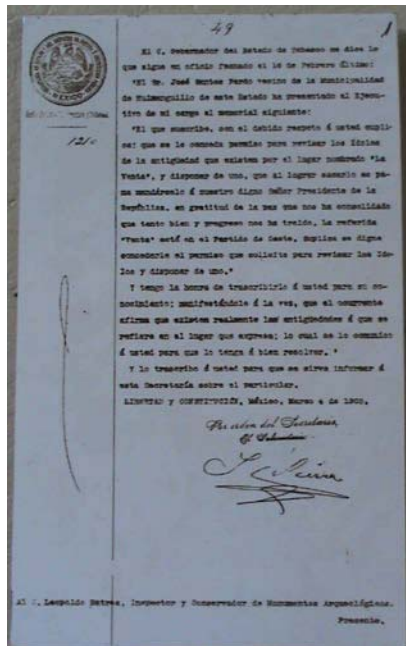 49
1
El C. Gobernador del Estado de Tabasco me dice lo
que sigue en oficio fechado el 16 de Febrero último:
"El Sr. José Montes Pardo vecino de la Municipalidad
de Huimanguillo de este Estado ha presentado al Ejecu-
tivo de mi cargo el memorial siguiente:
"El que suscribe, con el debido respeto á usted supli-
ca: que se le conceda permiso para revisar los ídolos
de la antigüedad que existen por el lugar nombrado "La
Venta", y disponer de uno, que al lograr sacarlo se
mandárselo á nuestro digno Señor Presidente de la
República, en gratitud de la paz que nos ha consolidado
que tanto bien y progreso nos ha traído. La referida
"Venta" está en el Partido de Oeste. Suplica se digne
concederle el permiso que solicita para revisar los Ído-
los y disponer de uno."
Y tengo la honra de transcribirlo á usted para su co-
nocimiento; manifestándole á la vez, que el ocurrente
afirma que existen realmente las antigüedades á que se
refiere en el lugar que expresa; lo cual se lo comunico
á usted para que lo tenga á bien resolver."
Y lo transcribo á usted para que se sirva informar á
esta Secretaría sobre el particular.
LIBERTAD y CONSTITUCIÓN, México, Marzo 4 de
Por orden del Secretario,
El Subsecretario
J. Sierra
1210
Al C. Leopoldo Batres, Inspector y Conservador de Monumentos Arqueológicos.
Presente.